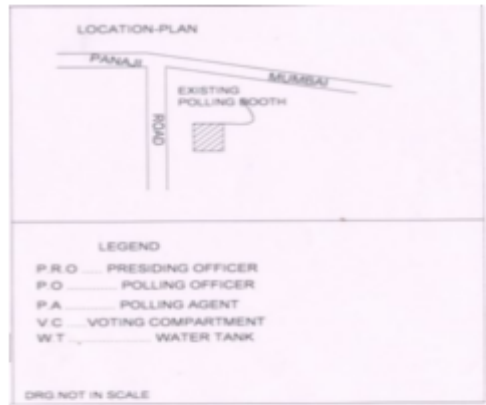 LOCATION-PLAN
PANAJI
MUMBAI
EXISTING
POLLING BOOTH
ROAD
LEGEND
P.R.O ..... PRESIDING OFFICER
P.O ............ POLLING OFFICER
P.A ............ POLLING AGENT
V.C .....VOTING COMPARTMENT
W.T .................... WATER TANK
DRG.NOT IN SCALE